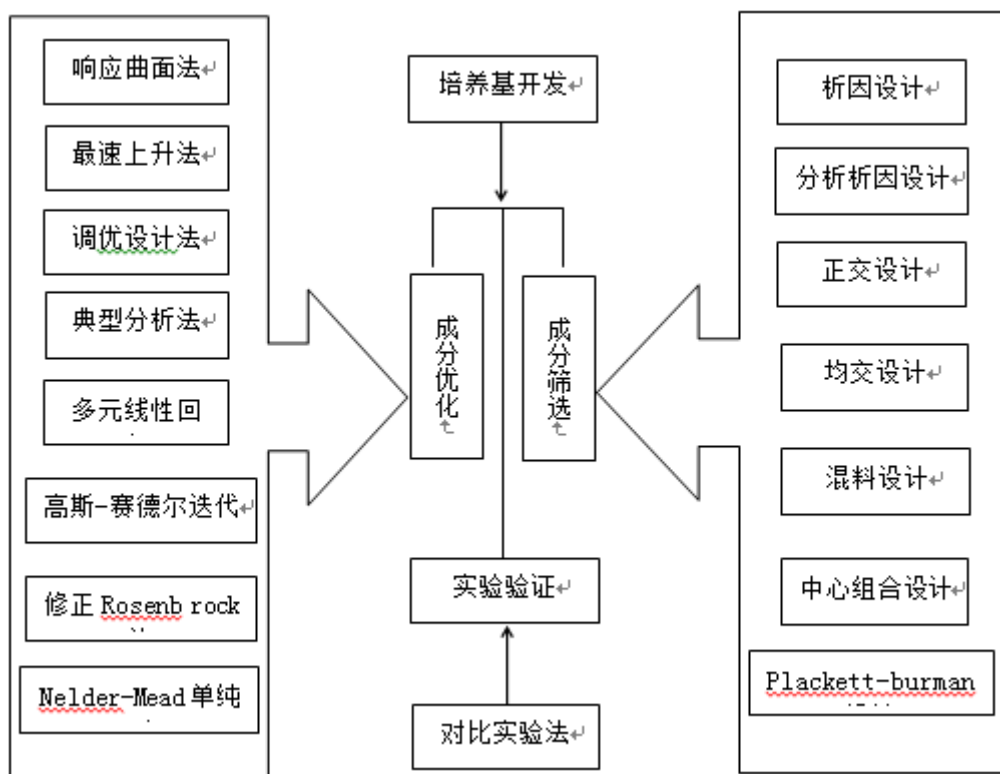 响应曲面法
最速上升法
调优设计法
典型分析法
多元线性回
高斯-赛德尔迭代
修正 Rosenb rock
Nelder-Mead 单纯
培养基开发
成分优化
成分筛选
实验验证
对比实验法
析因设计
分析析因设计
正交设计
均交设计
混料设计
中心组合设计
Plackett-burman